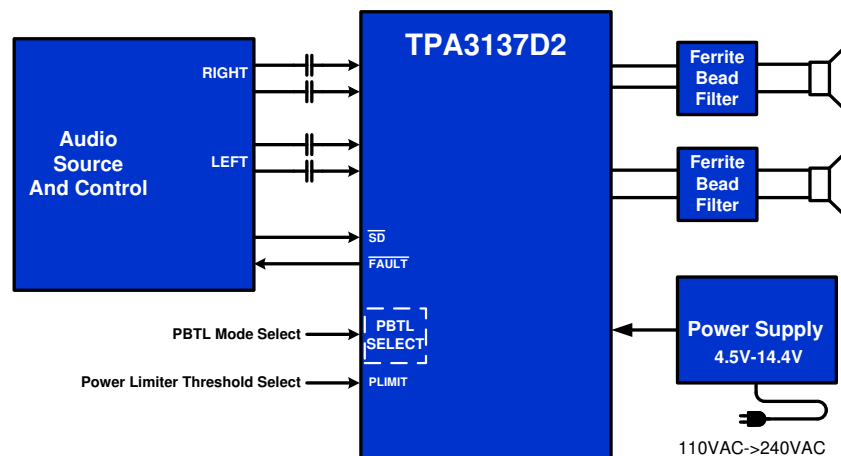 TPA3137D2
RIGHT
LEFT
Audio
Source
And Control
SD
FAULT
PBTL Mode Select
PBTL
SELECT
Power Limiter Threshold Select
PLIMIT
Ferrite
Bead
Filter
Ferrite
Bead
Filter
Power Supply
4.5V-14.4V
110VAC->240VAC